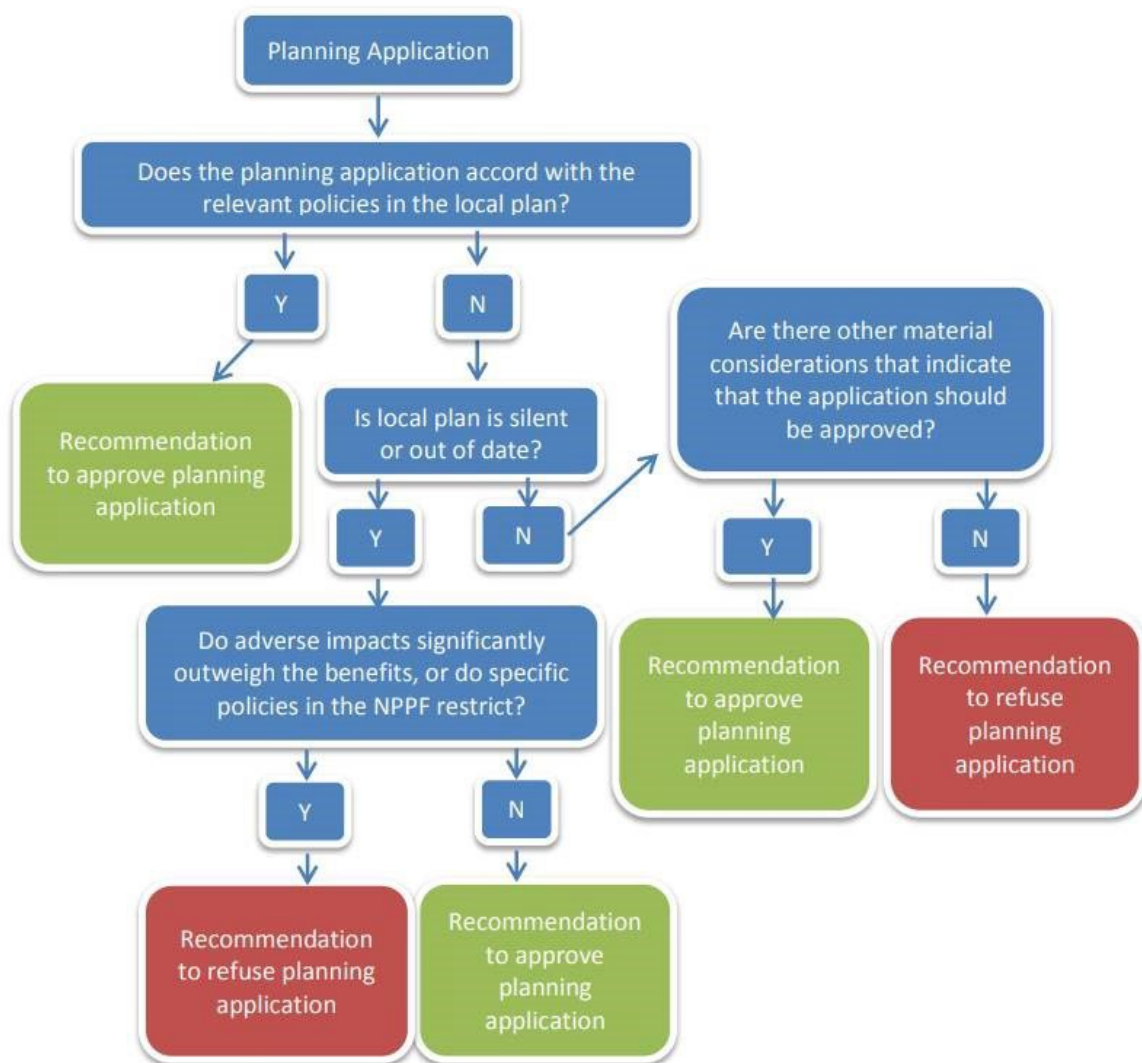 Planning Application
Does the planning application accord with the
relevant policies in the local plan?
Y
N
Recommendation
to approve planning
application
Is local plan is silent
or out of date?
Are there other material
considerations that indicate
that the application should
be approved?
Y
N
Y
N
Do adverse impacts significantly
outweigh the benefits, or do specific
policies in the NPPF restrict?
Recommendation
to approve
planning
application
Recommendation
to refuse
planning
application
Y
N
Recommendation
to refuse planning
application
Recommendation
to approve
planning
application